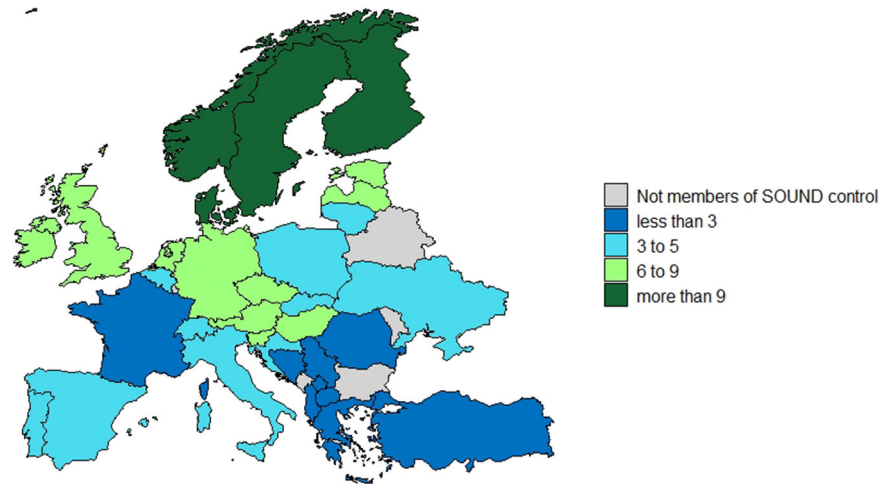 Not members of SOUND control
less than 3
3 to 5
6 to 9
more than 9